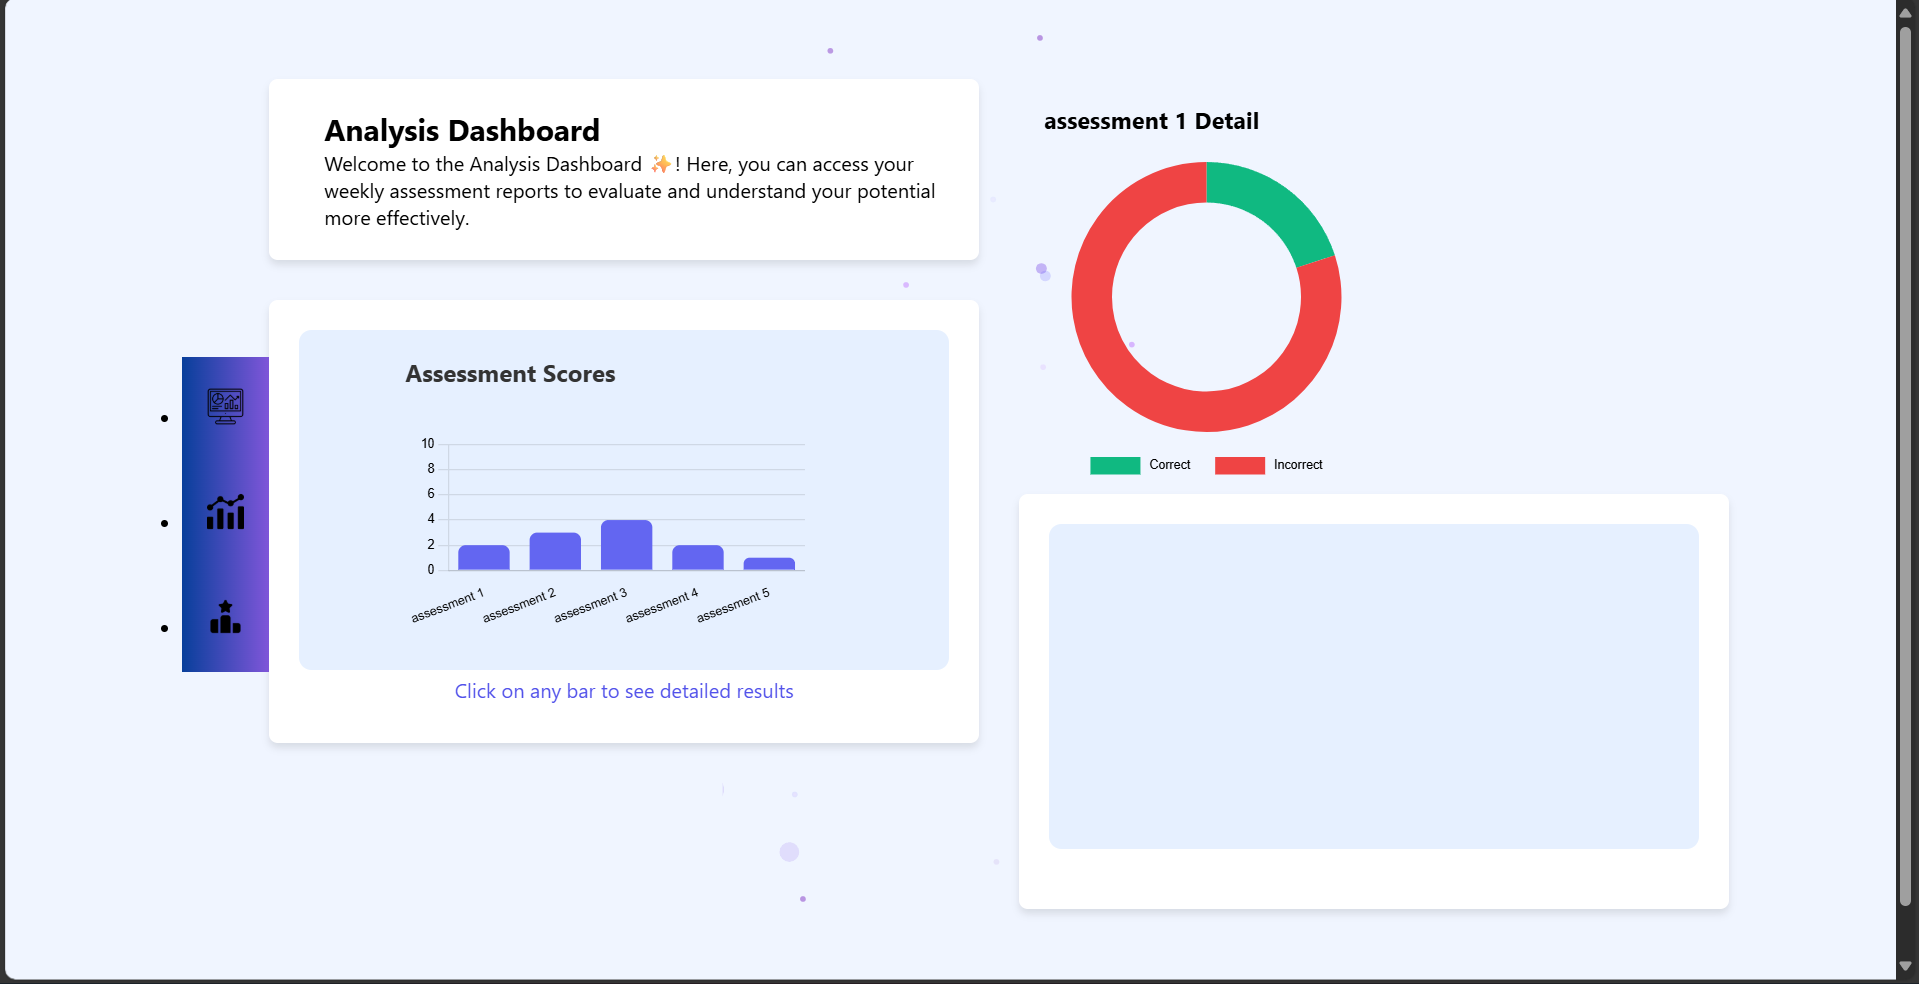 Analysis Dashboard
Welcome to the Analysis Dashboard ✨! Here, you can access your
weekly assessment reports to evaluate and understand your potential
more effectively.
Assessment Scores
10
8
6
4
2
0
assessment 1
assessment 2
assessment 3
assessment 4
assessment 5
Click on any bar to see detailed results
assessment 1 Detail
Correct
Incorrect